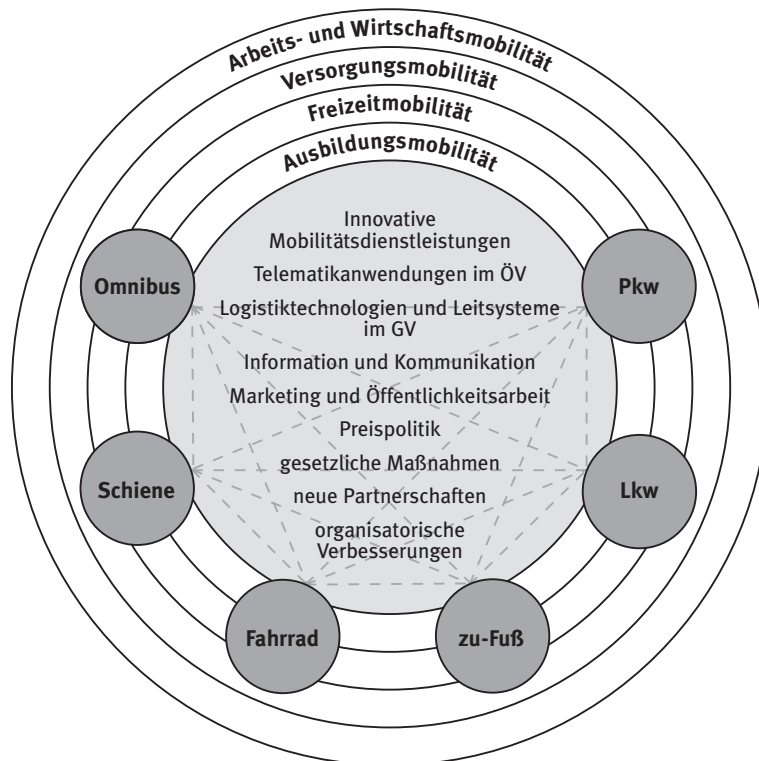 Arbeits- und Wirtschaftsmobilität
Versorgungsmobilität
Freizeitmobilität
Ausbildungsmobilität
Innovative
Mobilitätsdienstleistungen
Omnibus
Telematikanwendungen im ÖV
Pkw
Logistiktechnologien und Leitsysteme
im GV
Information und Kommunikation
Marketing und Öffentlichkeitsarbeit
Preispolitik
gesetzliche Maßnahmen
Schiene
neue Partnerschaften
Lkw
organisatorische
Verbesserungen
Fahrrad
zu-Fuß